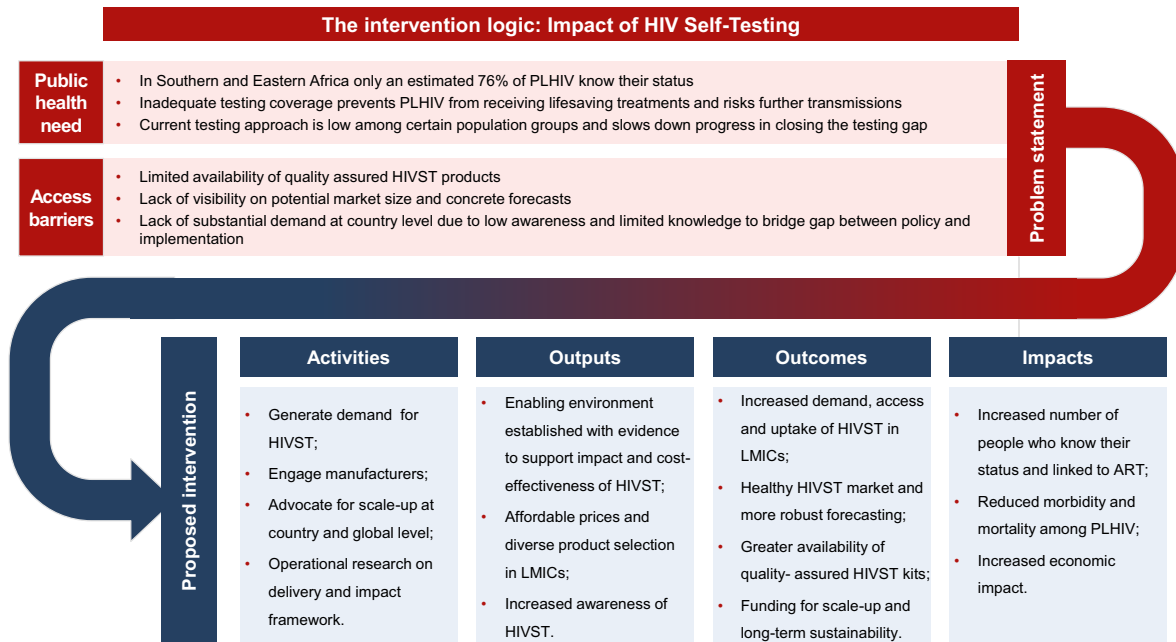 The intervention logic: Impact of HIV Self-Testing
Public
health
need
• In Southern and Eastern Africa only an estimated 76% of PLHIV know their status
• Inadequate testing coverage prevents PLHIV from receiving lifesaving treatments and risks further transmissions
• Current testing approach is low among certain population groups and slows down progress in closing the testing gap
Access
barriers
• Limited availability of quality assured HIVST products
• Lack of visibility on potential market size and concrete forecasts
• Lack of substantial demand at country level due to low awareness and limited knowledge to bridge gap between policy and
implementation
Problem statement
Proposed intervention
Activities
• Generate demand for
HIVST;
• Engage manufacturers;
• Advocate for scale-up at
country and global level;
• Operational research on
delivery and impact
framework.
Outputs
• Enabling environment
established with evidence
to support impact and cost-
effectiveness of HIVST;
• Affordable prices and
diverse product selection
in LMICs;
• Increased awareness of
HIVST.
Outcomes
• Increased demand, access
and uptake of HIVST in
LMICs;
• Healthy HIVST market and
more robust forecasting;
• Greater availability of
quality- assured HIVST kits;
• Funding for scale-up and
long-term sustainability.
Impacts
• Increased number of
people who know their
status and linked to ART;
• Reduced morbidity and
mortality among PLHIV;
• Increased economic
impact.